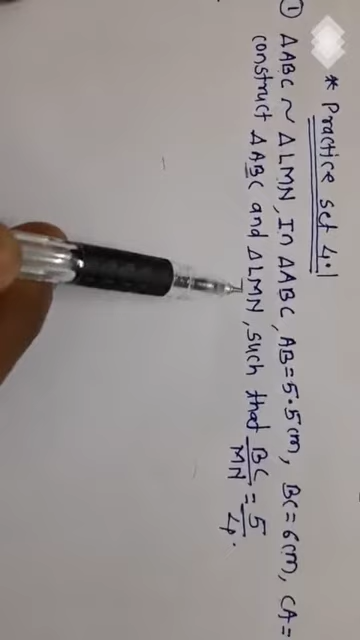 * Practice set 4.1
① ΔABC ~ ΔLMN, In ΔABC, AB = 5.5 cm, BC = 6 cm, CA =
construct ΔABC and ΔLMN, such that BC/MN = 5/4.